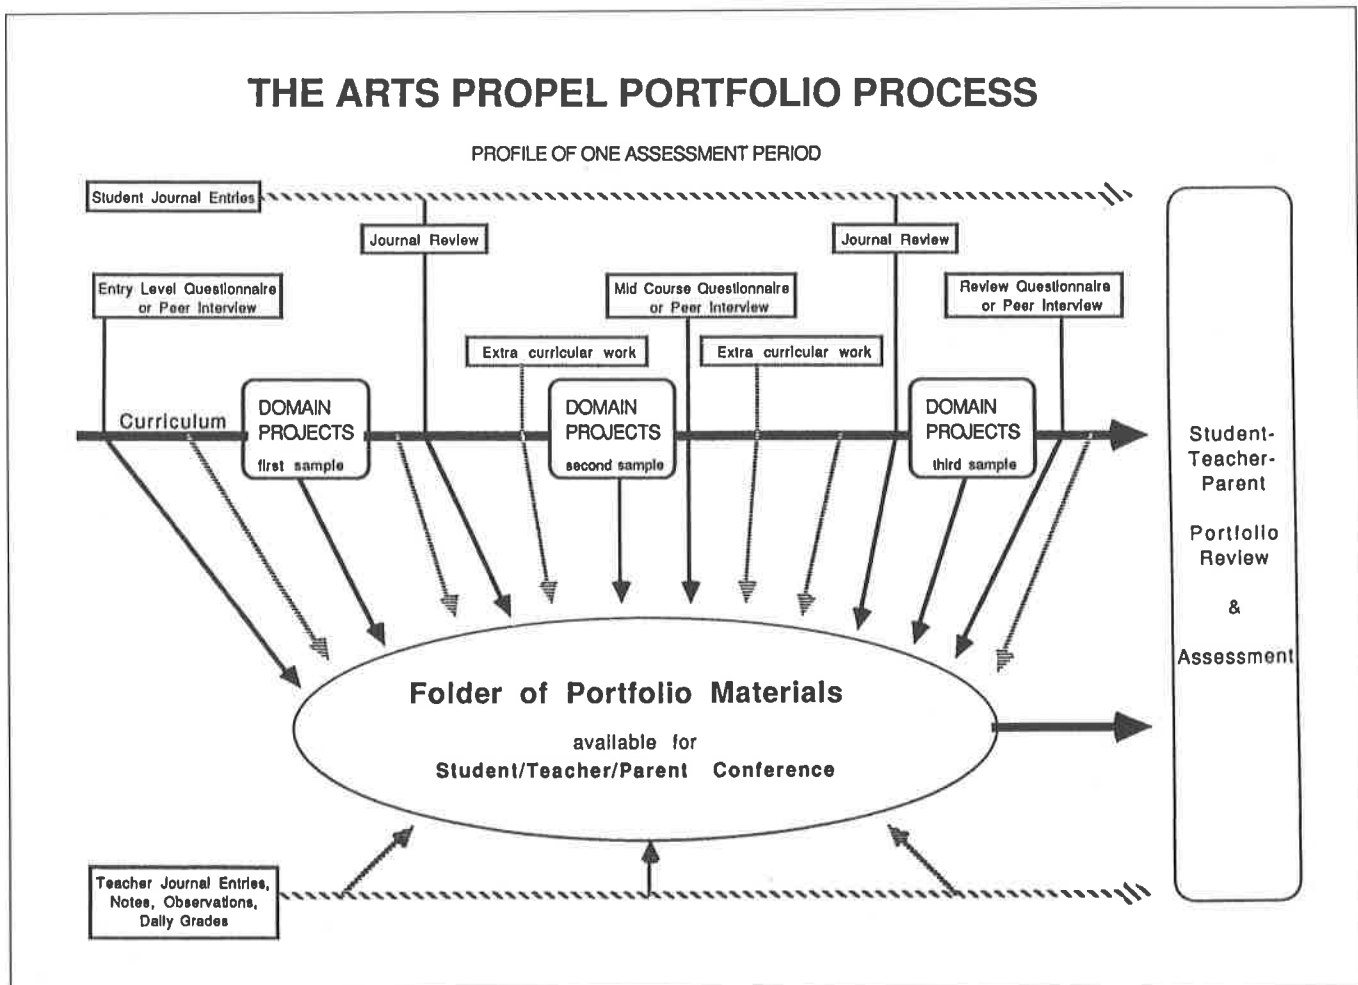 THE ARTS PROPEL PORTFOLIO PROCESS
PROFILE OF ONE ASSESSMENT PERIOD
Student Journal Entries
Journal Review
Journal Review
Entry Level Questionnaire
or Peer Interview
Mid Course Questionnaire
or Peer Interview
Review Questionnaire
or Peer Interview
Extra curricular work
Extra curricular work
Curriculum
DOMAIN
PROJECTS
first sample
DOMAIN
PROJECTS
second sample
DOMAIN
PROJECTS
third sample
Student-
Teacher-
Parent
Portfolio
Review
&
Assessment
Folder of Portfolio Materials
available for
Student/Teacher/Parent Conference
Teacher Journal Entries,
Notes, Observations,
Daily Grades